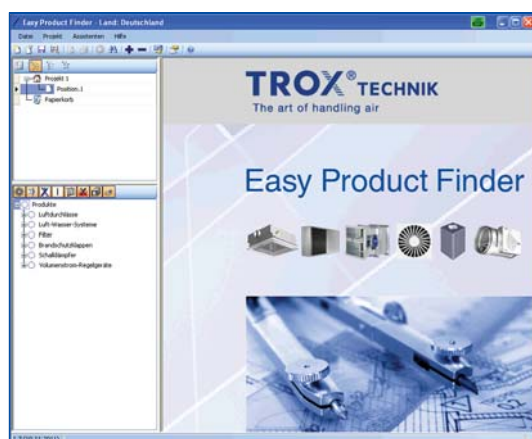 Easy Product Finder - Land: Deutschland
Datei Projekt Assistenten Hilfe
Projekt 1
Position.1
Papierkorb
TROX® TECHNIK
The art of handling air
Easy Product Finder
Produkte
Luftdurchlässe
Luft-Wasser-Systeme
Filter
Brandschutzklappen
Schalldämpfer
Volumenstrom-Regelgeräte